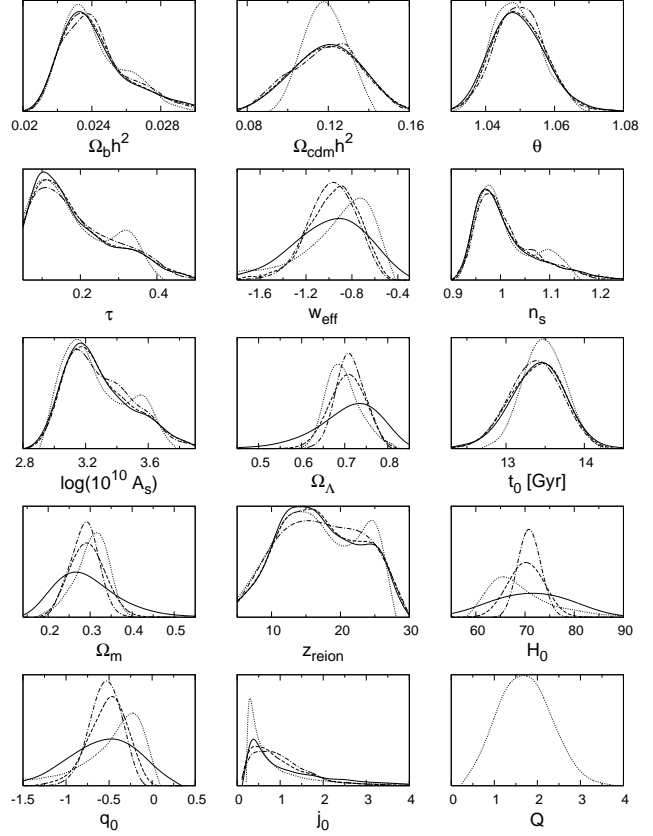 0.02 0.024 0.028
Ω_b h^2
0.08 0.12 0.16
Ω_cdm h^2
1.04 1.06 1.08
θ
0.2 0.4
τ
-1.6 -1.2 -0.8 -0.4
w_eff
0.9 1 1.1 1.2
n_s
2.8 3.2 3.6
log(10^10 A_s)
0.5 0.6 0.7 0.8
Ω_Λ
13 14
t_0 [Gyr]
0.2 0.3 0.4 0.5
Ω_m
10 20 30
z_reion
60 70 80 90
H_0
-1.5 -1 -0.5 0 0.5
q_0
0 1 2 3 4
j_0
0 1 2 3 4
Q